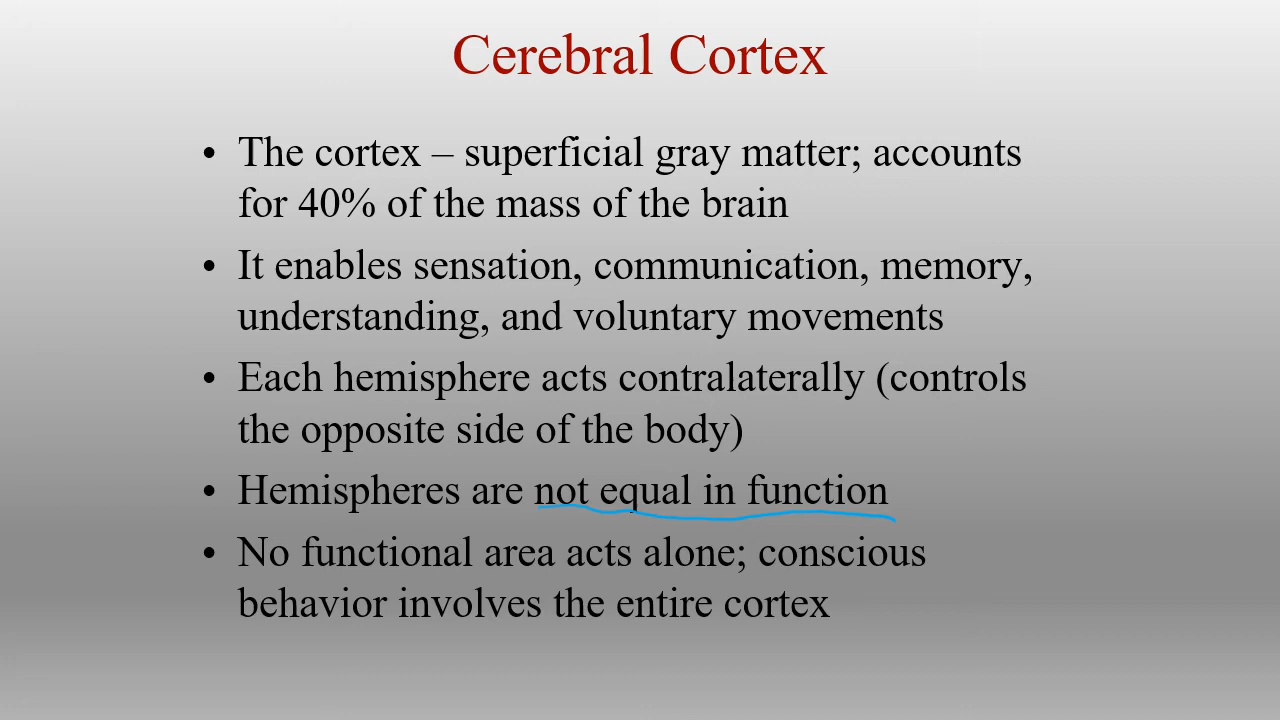 Cerebral Cortex
• The cortex – superficial gray matter; accounts
for 40% of the mass of the brain
• It enables sensation, communication, memory,
understanding, and voluntary movements
• Each hemisphere acts contralaterally (controls
the opposite side of the body)
• Hemispheres are not equal in function
• No functional area acts alone; conscious
behavior involves the entire cortex